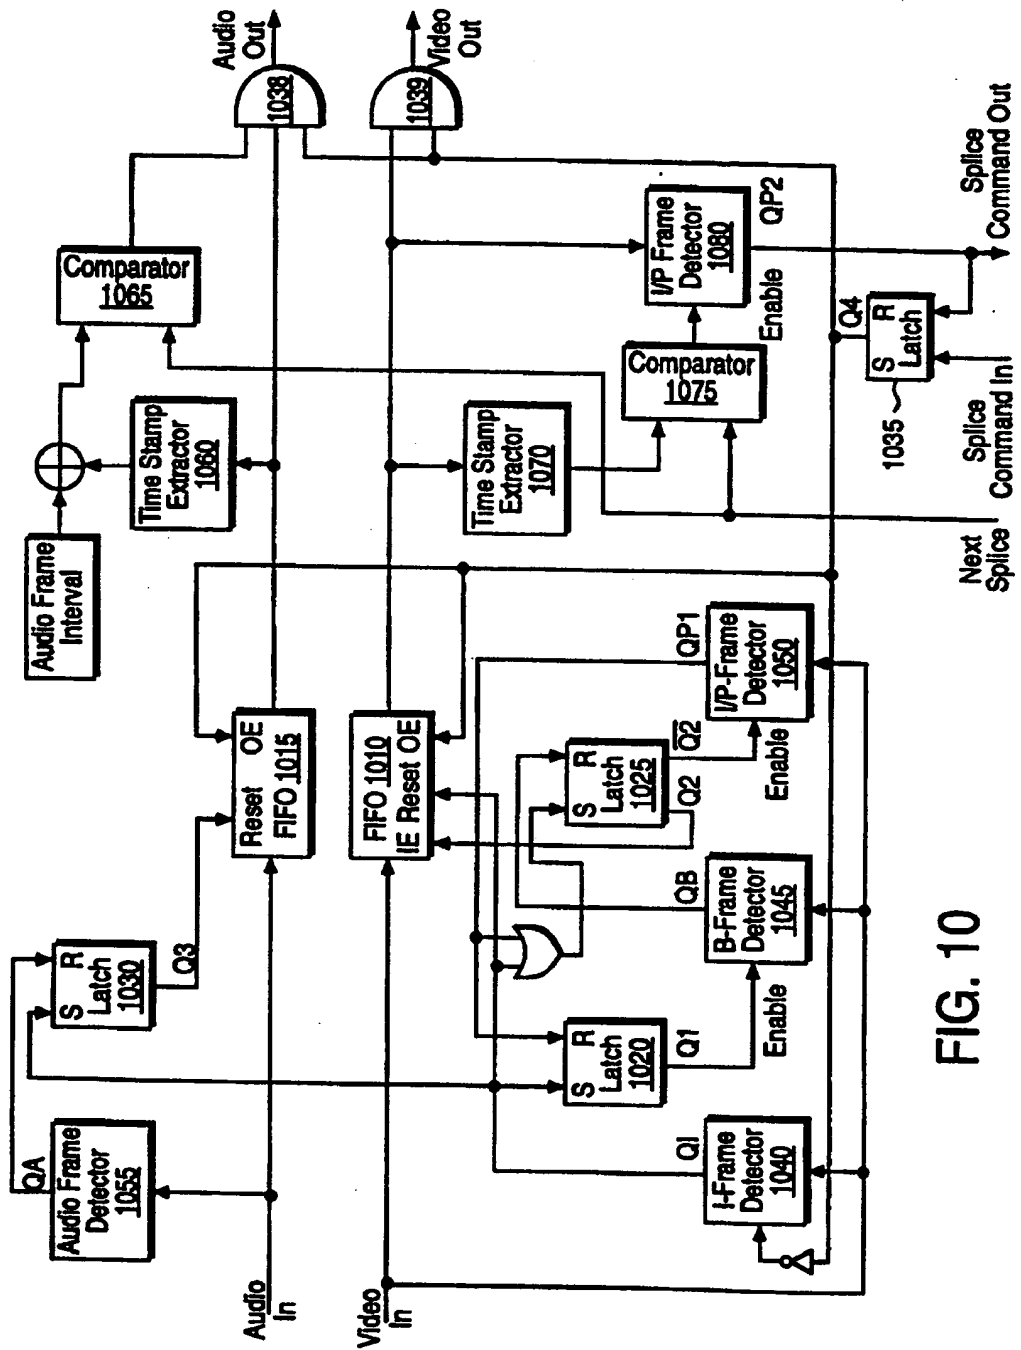 Audio
Out
Video
Out
1038
1039
Comparator
1065
Audio Frame
Interval
Time Stamp
Extractor
1060
Time Stamp
Extractor
1070
Comparator
1075
Enable
I/P Frame
Detector
1080
QP2
Q4
S R
Latch
1035
Splice
Command In
Splice
Command Out
Next
Splice
Reset OE
FIFO 1015
FIFO 1010
IE Reset OE
S R
Latch
1030
Q3
QA
Audio Frame
Detector
1055
Audio
In
Video
In
S R
Latch
1020
Q1
Enable
S R
Latch
1025
Q2
Q̅2
Enable
QI
I-Frame
Detector
1040
QB
B-Frame
Detector
1045
QP1
I/P-Frame
Detector
1050
FIG. 10